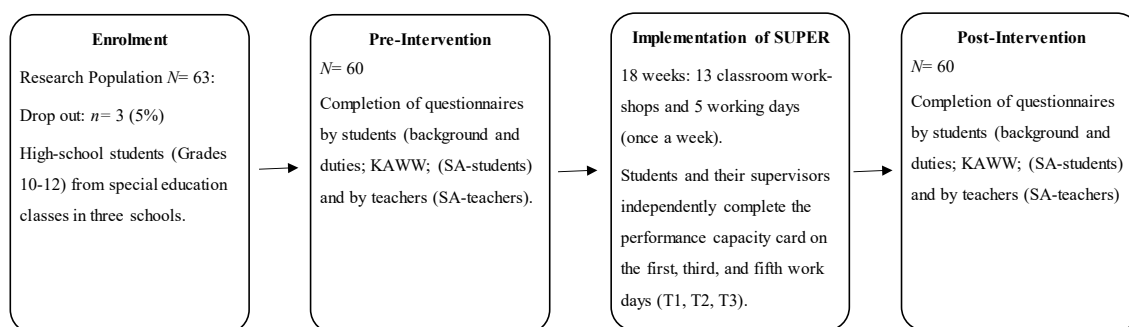 Enrolment
Research Population N= 63:
Drop out: n= 3 (5%)
High-school students (Grades
10-12) from special education
classes in three schools.
Pre-Intervention
N= 60
Completion of questionnaires
by students (background and
duties; KAWW; (SA-students)
and by teachers (SA-teachers).
Implementation of SUPER
18 weeks: 13 classroom work-
shops and 5 working days
(once a week).
Students and their supervisors
independently complete the
performance capacity card on
the first, third, and fifth work
days (T1, T2, T3).
Post-Intervention
N= 60
Completion of questionnaires
by students (background and
duties; KAWW; (SA-students)
and by teachers (SA-teachers)